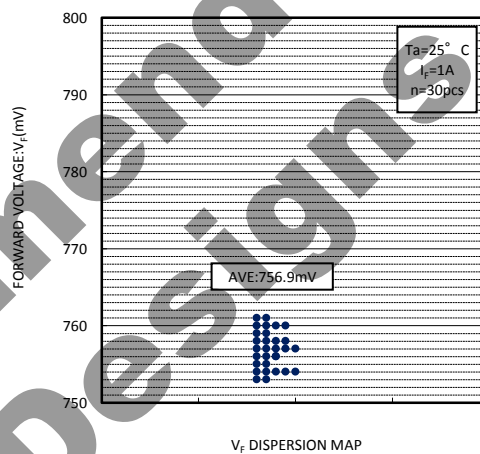 800
790
780
770
760
750
FORWARD VOLTAGE:VF(mV)
Ta=25° C
IF=1A
n=30pcs
AVE:756.9mV
VF DISPERSION MAP
Designs